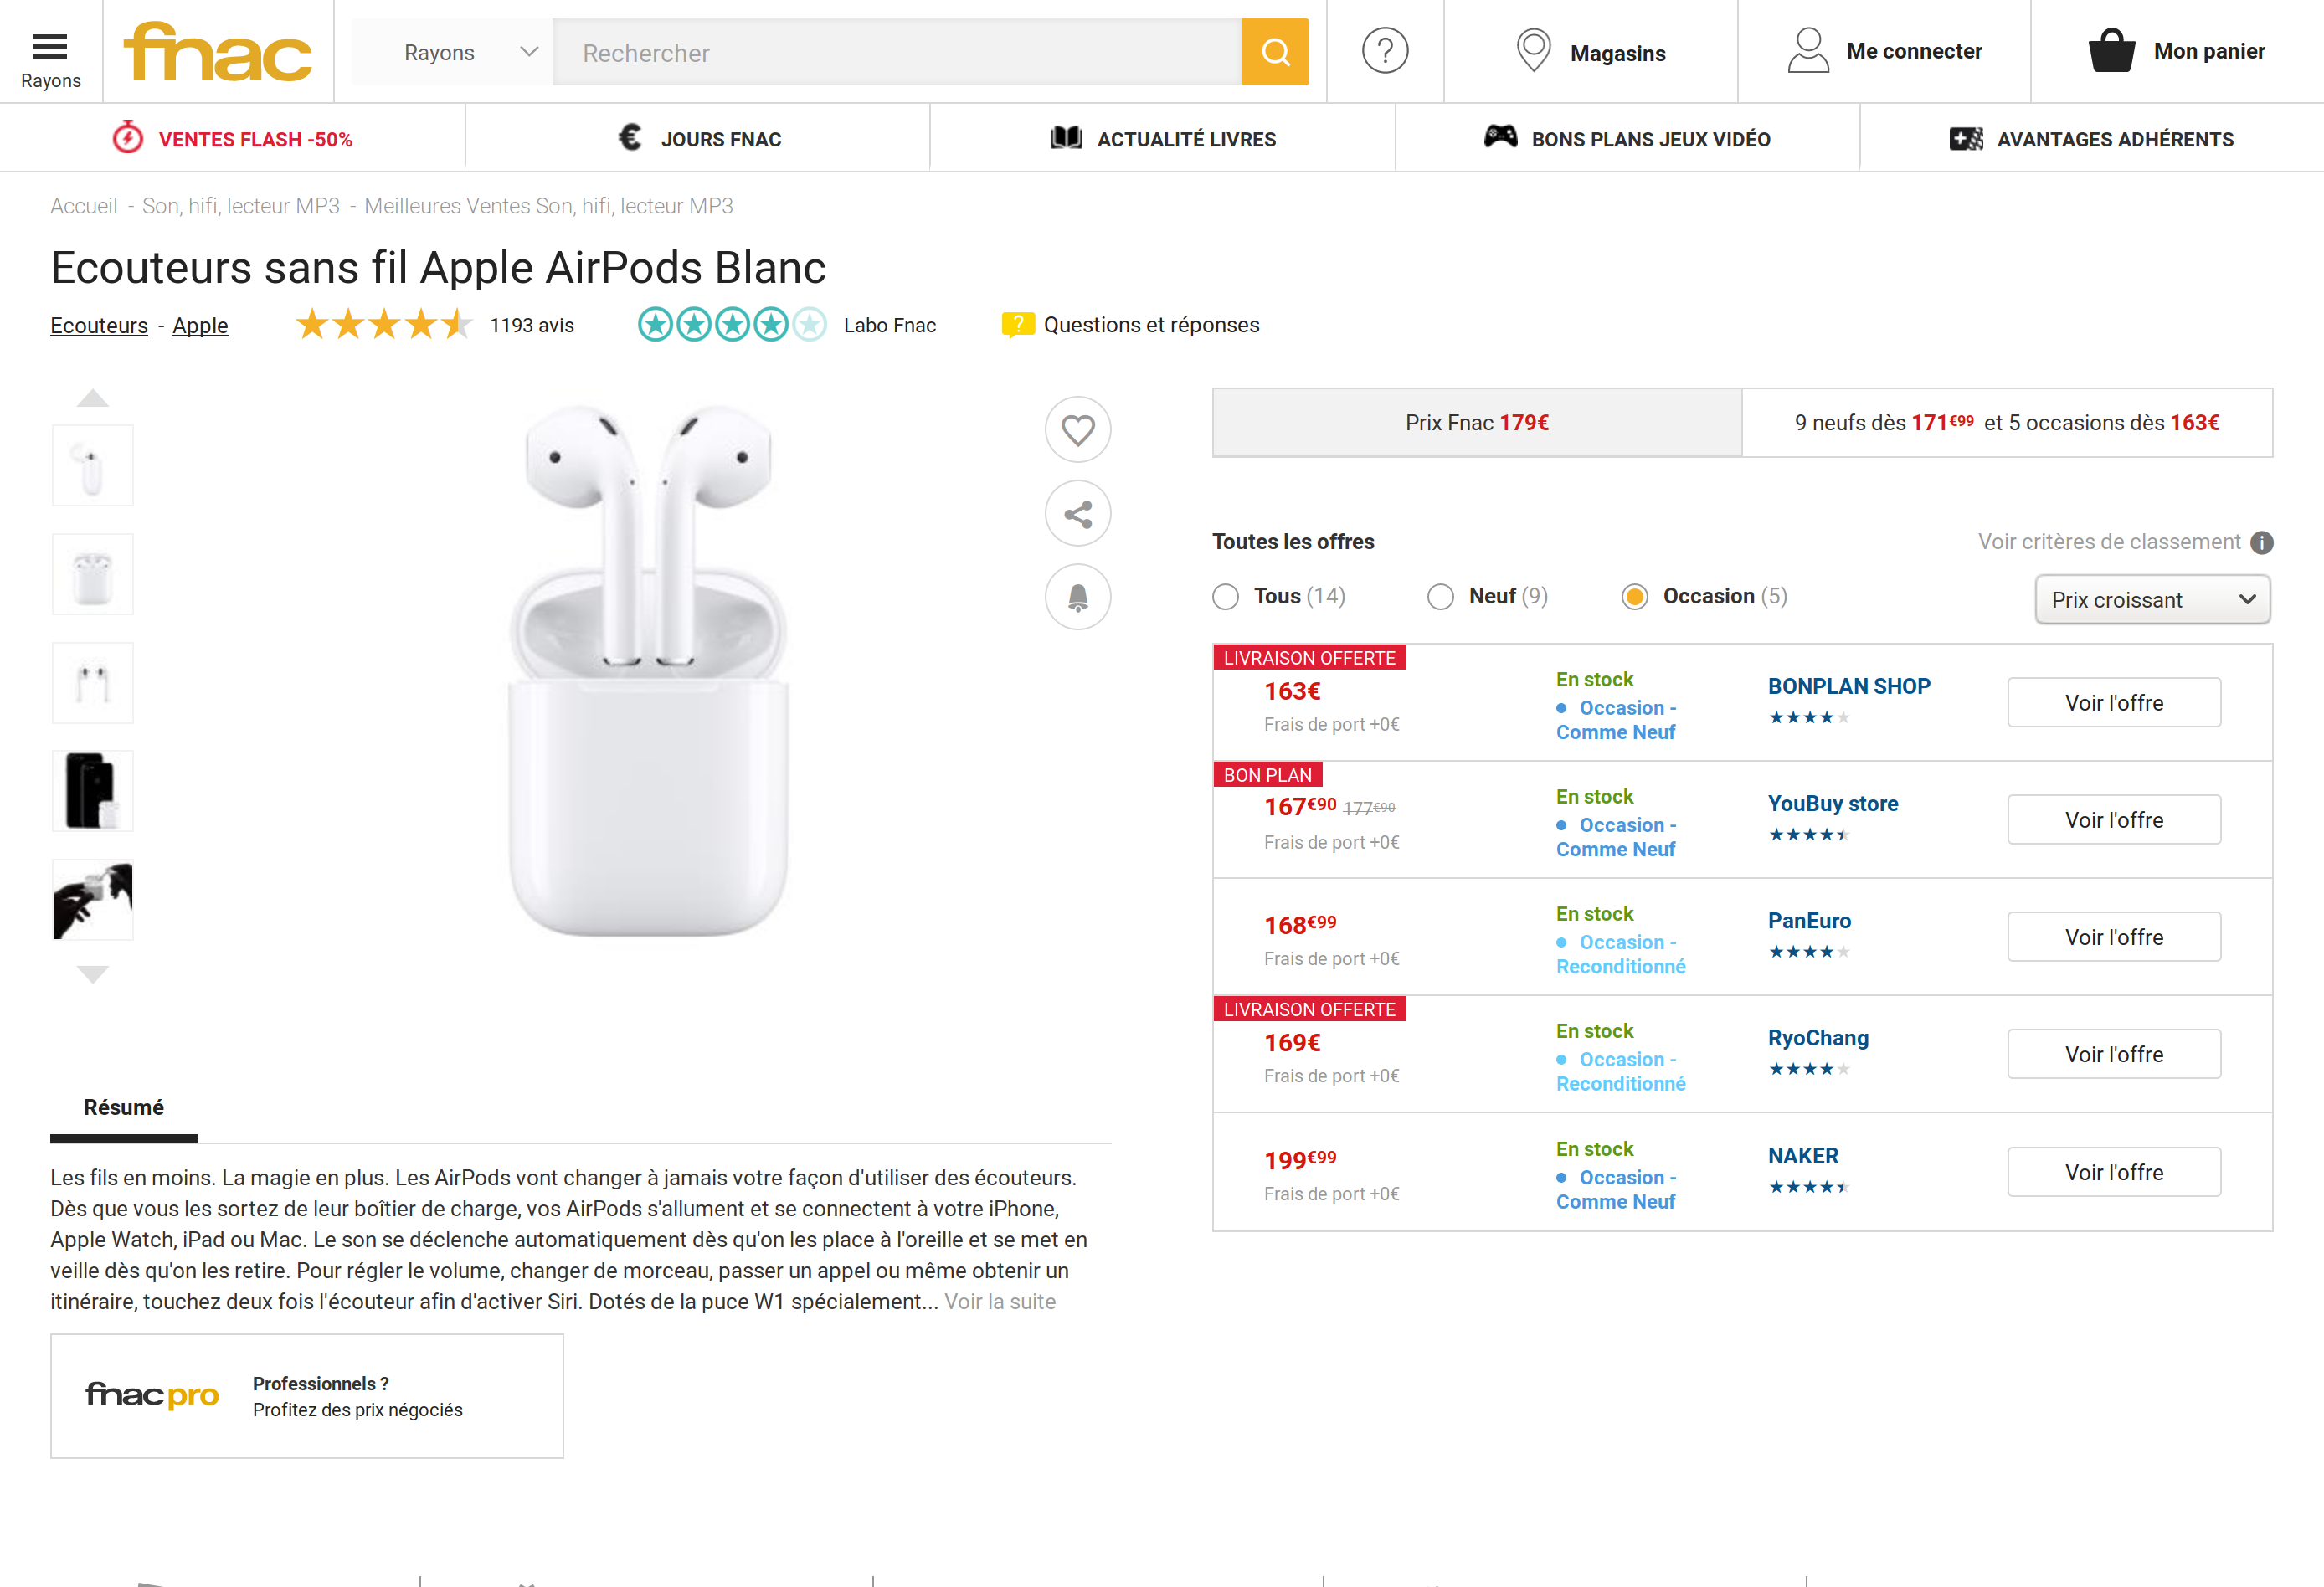 Rayons
fnac
Rayons
Rechercher
?
Magasins
Me connecter
Mon panier
VENTES FLASH -50%
€ JOURS FNAC
ACTUALITÉ LIVRES
BONS PLANS JEUX VIDÉO
AVANTAGES ADHÉRENTS
Accueil - Son, hifi, lecteur MP3 - Meilleures Ventes Son, hifi, lecteur MP3
Ecouteurs sans fil Apple AirPods Blanc
Ecouteurs - Apple
1193 avis
Labo Fnac
? Questions et réponses
Prix Fnac 179€
9 neufs dès 171€99 et 5 occasions dès 163€
Toutes les offres
Voir critères de classement i
Tous (14)
Neuf (9)
Occasion (5)
Prix croissant
LIVRAISON OFFERTE
163€
Frais de port +0€
En stock
Occasion -
Comme Neuf
BONPLAN SHOP
Voir l'offre
BON PLAN
167€90 177€90
Frais de port +0€
En stock
Occasion -
Comme Neuf
YouBuy store
Voir l'offre
168€99
Frais de port +0€
En stock
Occasion -
Reconditionné
PanEuro
Voir l'offre
LIVRAISON OFFERTE
169€
Frais de port +0€
En stock
Occasion -
Reconditionné
RyoChang
Voir l'offre
199€99
Frais de port +0€
En stock
Occasion -
Comme Neuf
NAKER
Voir l'offre
Résumé
Les fils en moins. La magie en plus. Les AirPods vont changer à jamais votre façon d'utiliser des écouteurs.
Dès que vous les sortez de leur boîtier de charge, vos AirPods s'allument et se connectent à votre iPhone,
Apple Watch, iPad ou Mac. Le son se déclenche automatiquement dès qu'on les place à l'oreille et se met en
veille dès qu'on les retire. Pour régler le volume, changer de morceau, passer un appel ou même obtenir un
itinéraire, touchez deux fois l'écouteur afin d'activer Siri. Dotés de la puce W1 spécialement... Voir la suite
fnac pro
Professionnels ?
Profitez des prix négociés